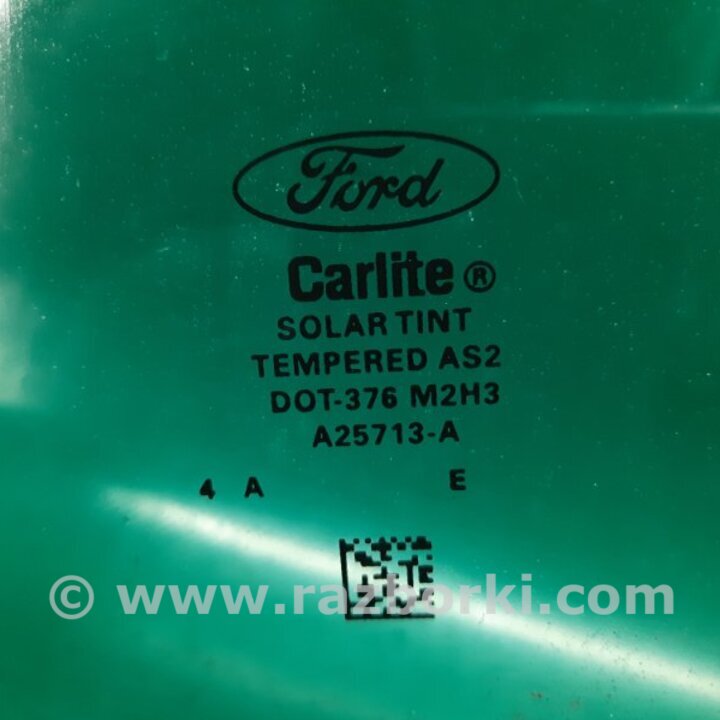 Ford
Carlite®
SOLAR TINT
TEMPERED AS2
DOT-376 M2H3
A25713-A
4 A E
© www.razborki.com